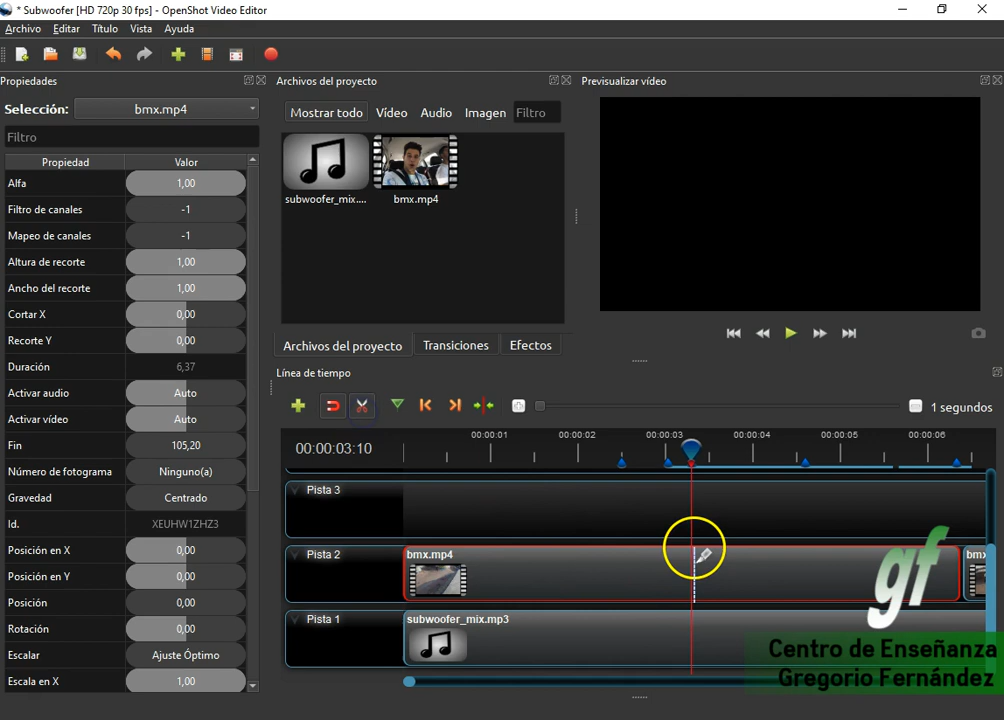 * Subwoofer [HD 720p 30 fps] - OpenShot Video Editor
Archivo Editar Título Vista Ayuda
Propiedades
Selección: bmx.mp4
Filtro
Propiedad Valor
Alfa 1,00
Filtro de canales -1
Mapeo de canales -1
Altura de recorte 1,00
Ancho del recorte 1,00
Cortar X 0,00
Recorte Y 0,00
Duración 6,37
Activar audio Auto
Activar vídeo Auto
Fin 105,20
Número de fotograma Ninguno(a)
Gravedad Centrado
Id. XEUHW1ZHZ3
Posición en X 0,00
Posición en Y 0,00
Posición 0,00
Rotación 0,00
Escalar Ajuste Óptimo
Escala en X 1,00
Archivos del proyecto
Mostrar todo Vídeo Audio Imagen Filtro
subwoofer_mix.... bmx.mp4
Archivos del proyecto Transiciones Efectos
Previsualizar vídeo
Línea de tiempo
1 segundos
00:00:03:10
00:00:01 00:00:02 00:00:03 00:00:04 00:00:05 00:00:06
Pista 3
Pista 2 bmx.mp4 bmx
Pista 1 subwoofer_mix.mp3
gf
Centro de Enseñanza
Gregorio Fernández